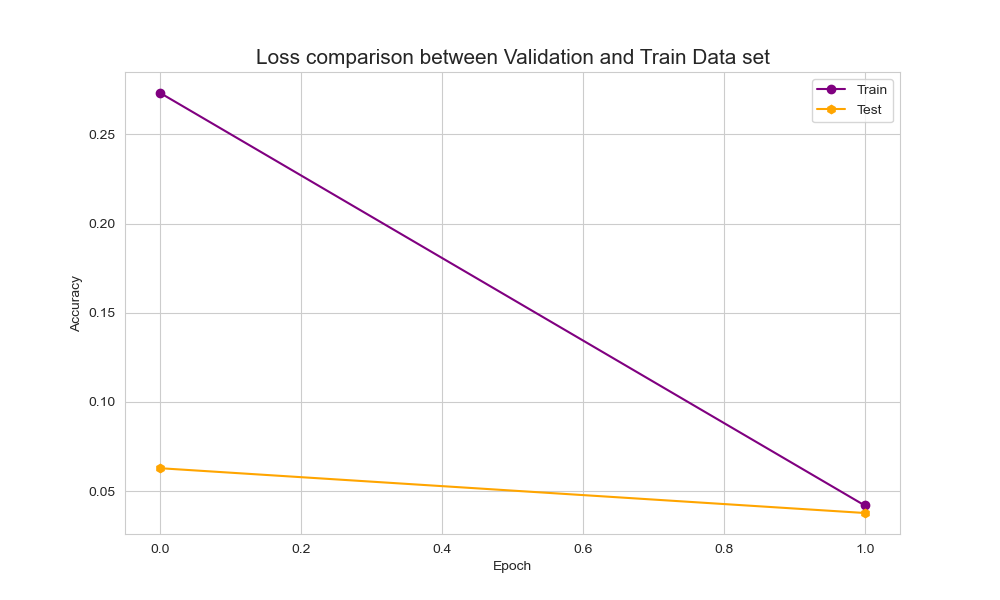 Loss comparison between Validation and Train Data set
Train
Test
0.25
0.20
0.15
0.10
0.05
Accuracy
0.0 0.2 0.4 0.6 0.8 1.0
Epoch